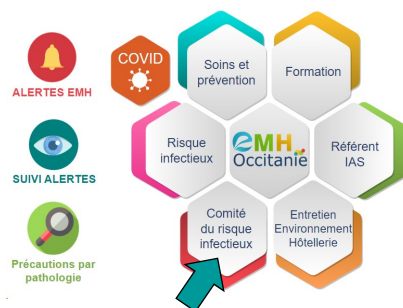 COVID
Soins et
prévention
Formation
ALERTES EMH
Risque
infectieux
EMH
Occitanie
Référent
IAS
SUIVI ALERTES
Comité
du risque
infectieux
Entretien
Environnement
Hôtellerie
Précautions par
pathologie